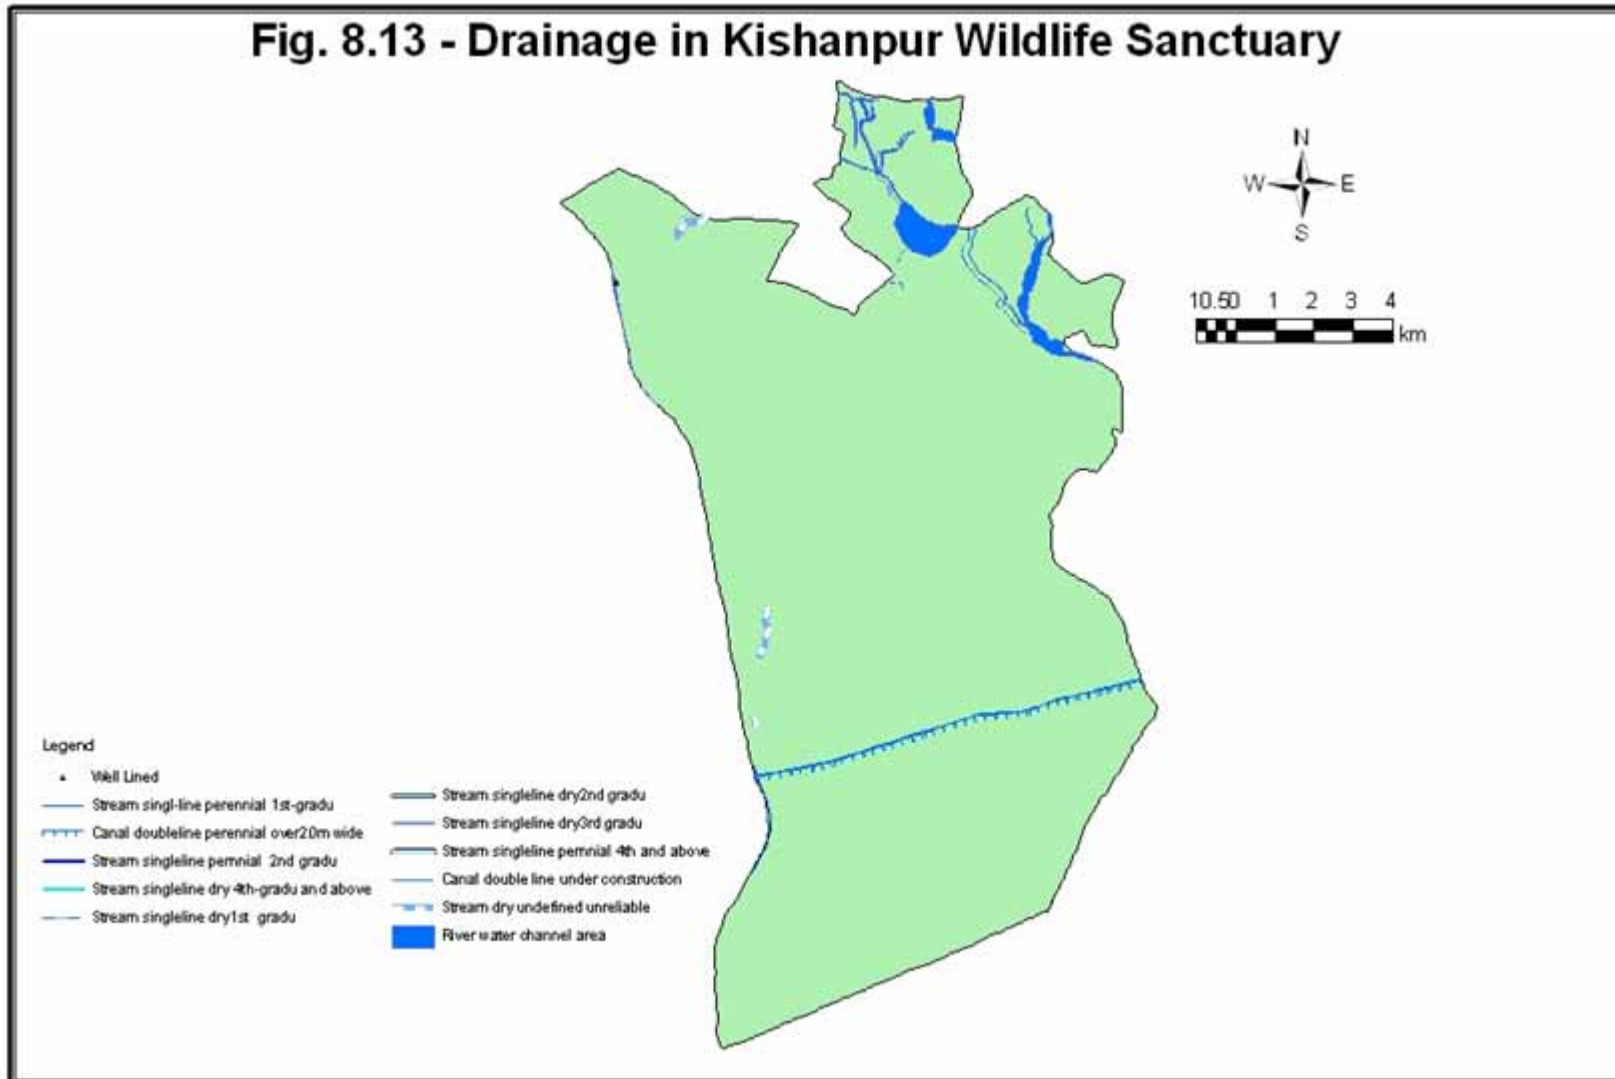 Fig. 8.13 - Drainage in Kishanpur Wildlife Sanctuary
N
W E
S
10.50 1 2 3 4
km
Legend
Well Lined
Stream singl-line perennial 1st-gradu
Canal doubleline perennial over20m wide
Stream singleline pernnial 2nd gradu
Stream singleline dry 4th-gradu and above
Stream singleline dry1st gradu
Stream singleline dry2nd gradu
Stream singleline dry3rd gradu
Stream singleline pernnial 4th and above
Canal double line under construction
Stream dry undefined unreliable
River water channel area